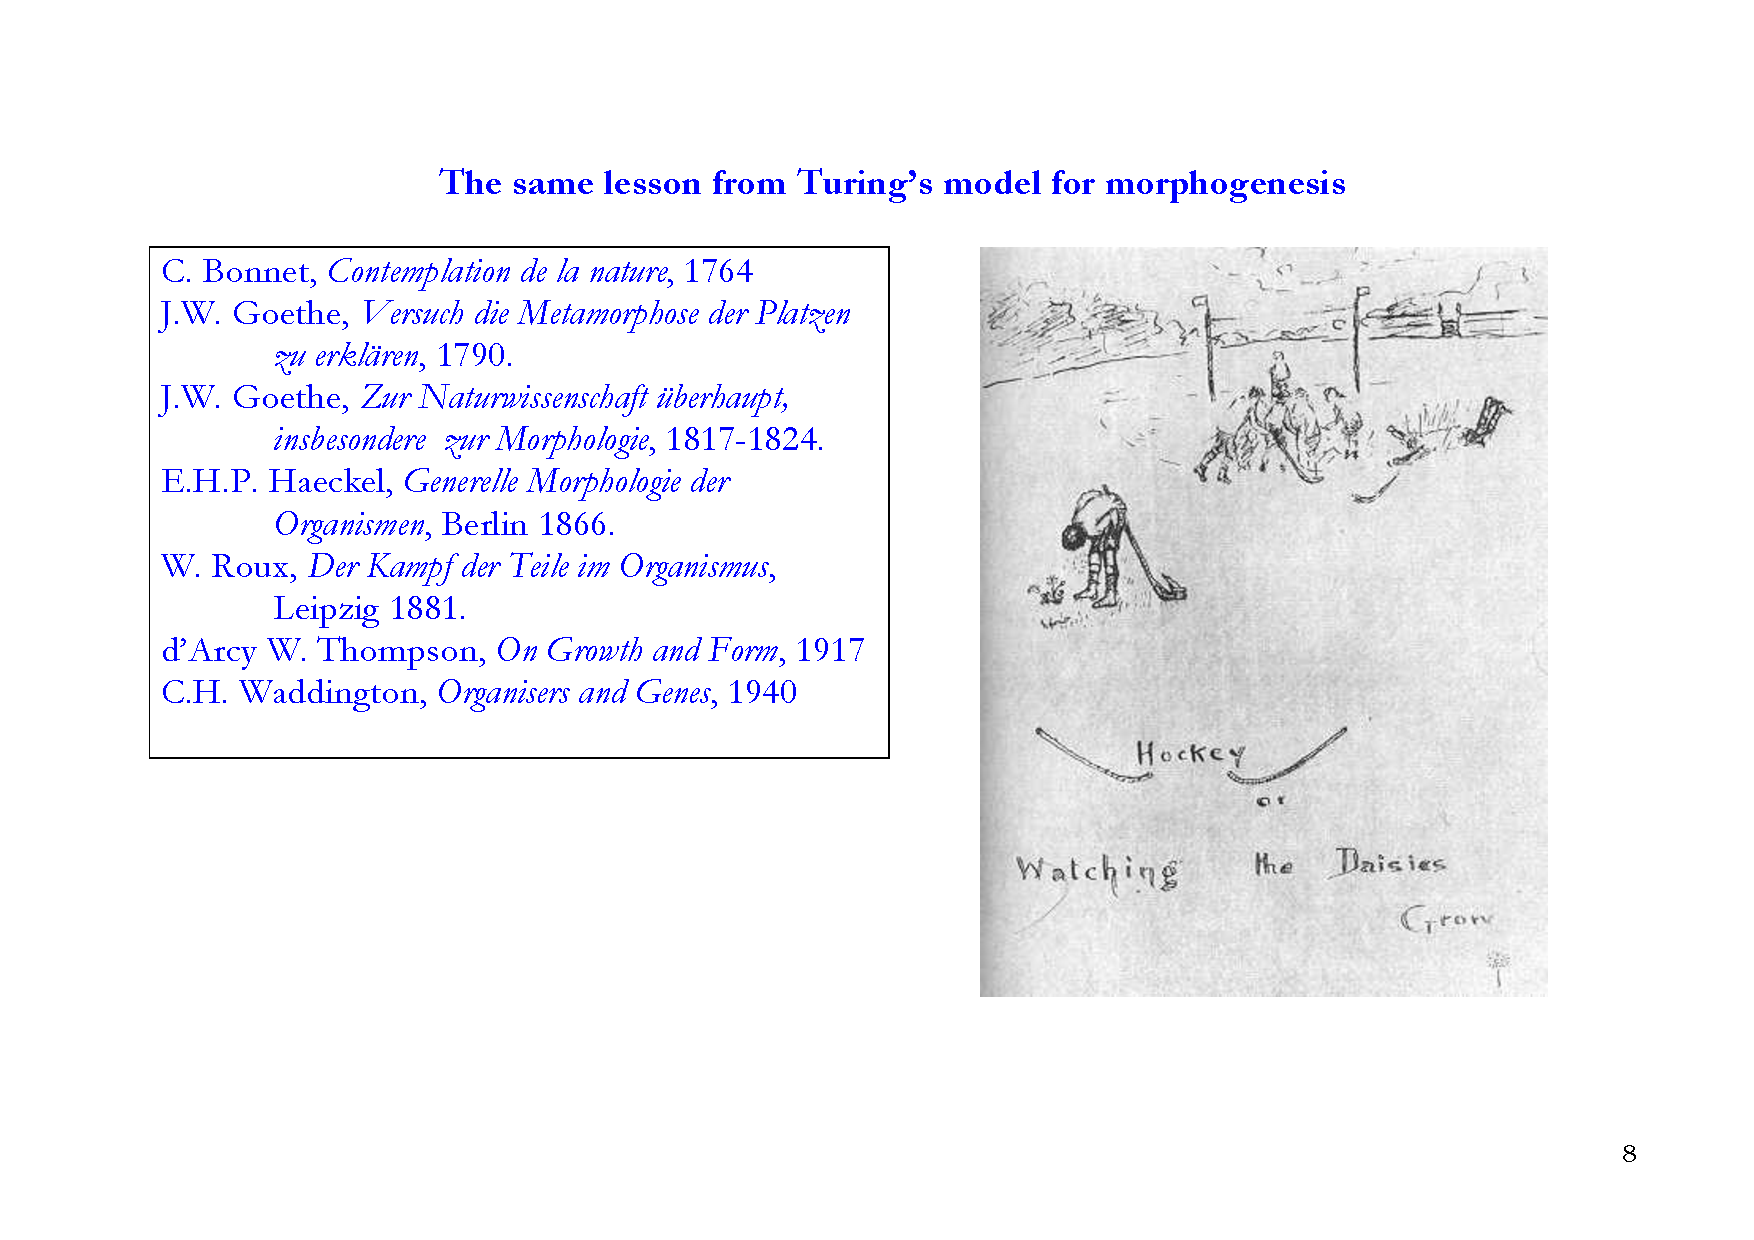 The same lesson from Turing’s model for morphogenesis
C. Bonnet, Contemplation de la nature, 1764
J.W. Goethe, Versuch die Metamorphose der Platzen
zu erklären, 1790.
J.W. Goethe, Zur Naturwissenschaft überhaupt,
insbesondere zur Morphologie, 1817-1824.
E.H.P. Haeckel, Generelle Morphologie der
Organismen, Berlin 1866.
W. Roux, Der Kampf der Teile im Organismus,
Leipzig 1881.
d’Arcy W. Thompson, On Growth and Form, 1917
C.H. Waddington, Organisers and Genes, 1940
Hockey
or
Watching the Daisies
Grow
8